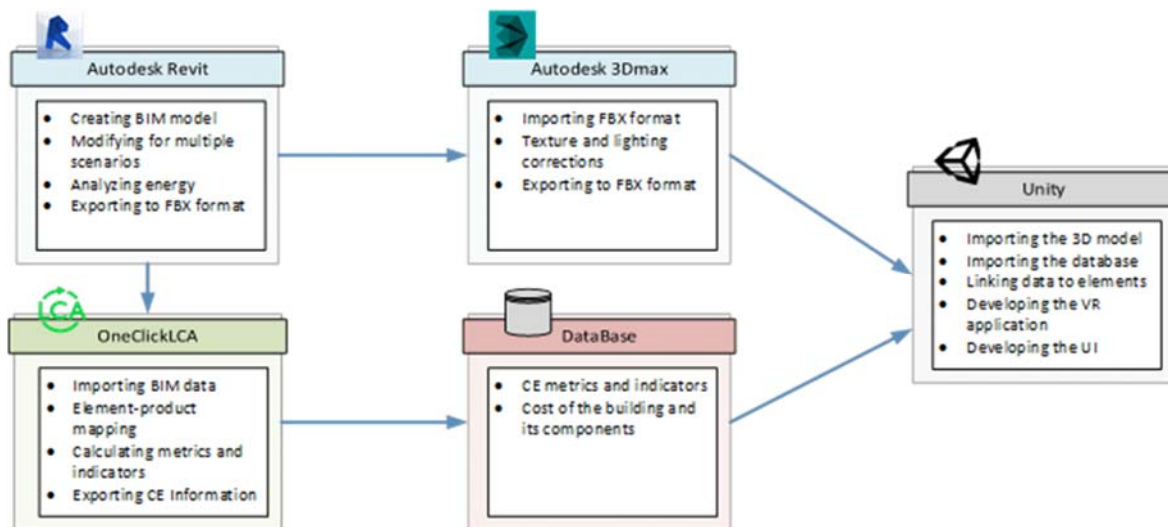 Autodesk Revit
Creating BIM model
Modifying for multiple
scenarios
Analyzing energy
Exporting to FBX format
Autodesk 3Dmax
Importing FBX format
Texture and lighting
corrections
Exporting to FBX format
LCA
OneClickLCA
Importing BIM data
Element-product
mapping
Calculating metrics and
indicators
Exporting CE Information
DataBase
CE metrics and indicators
Cost of the building and
its components
Unity
Importing the 3D model
Importing the database
Linking data to elements
Developing the VR
application
Developing the UI